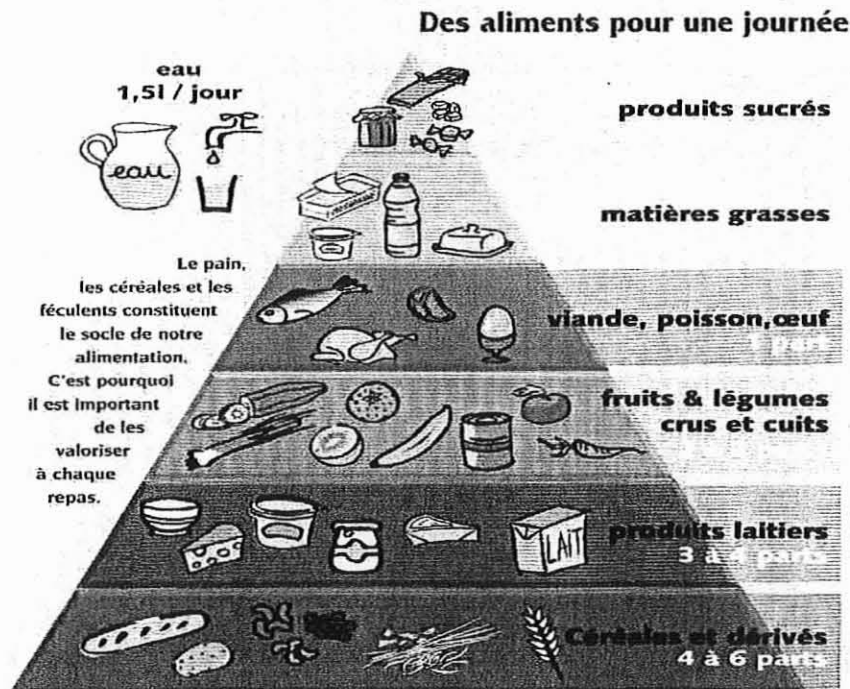 Des aliments pour une journée
eau
1,5l / jour
eau
produits sucrés
matières grasses
Le pain,
les céréales et les
féculents constituent
le socle de notre
alimentation.
C'est pourquoi
il est important
de les
valoriser
à chaque
repas.
viande, poisson,œuf
1 part
fruits & légumes
crus et cuits
produits laitiers
3 à 4 parts
LAIT
Céréales et dérivés
4 à 6 parts